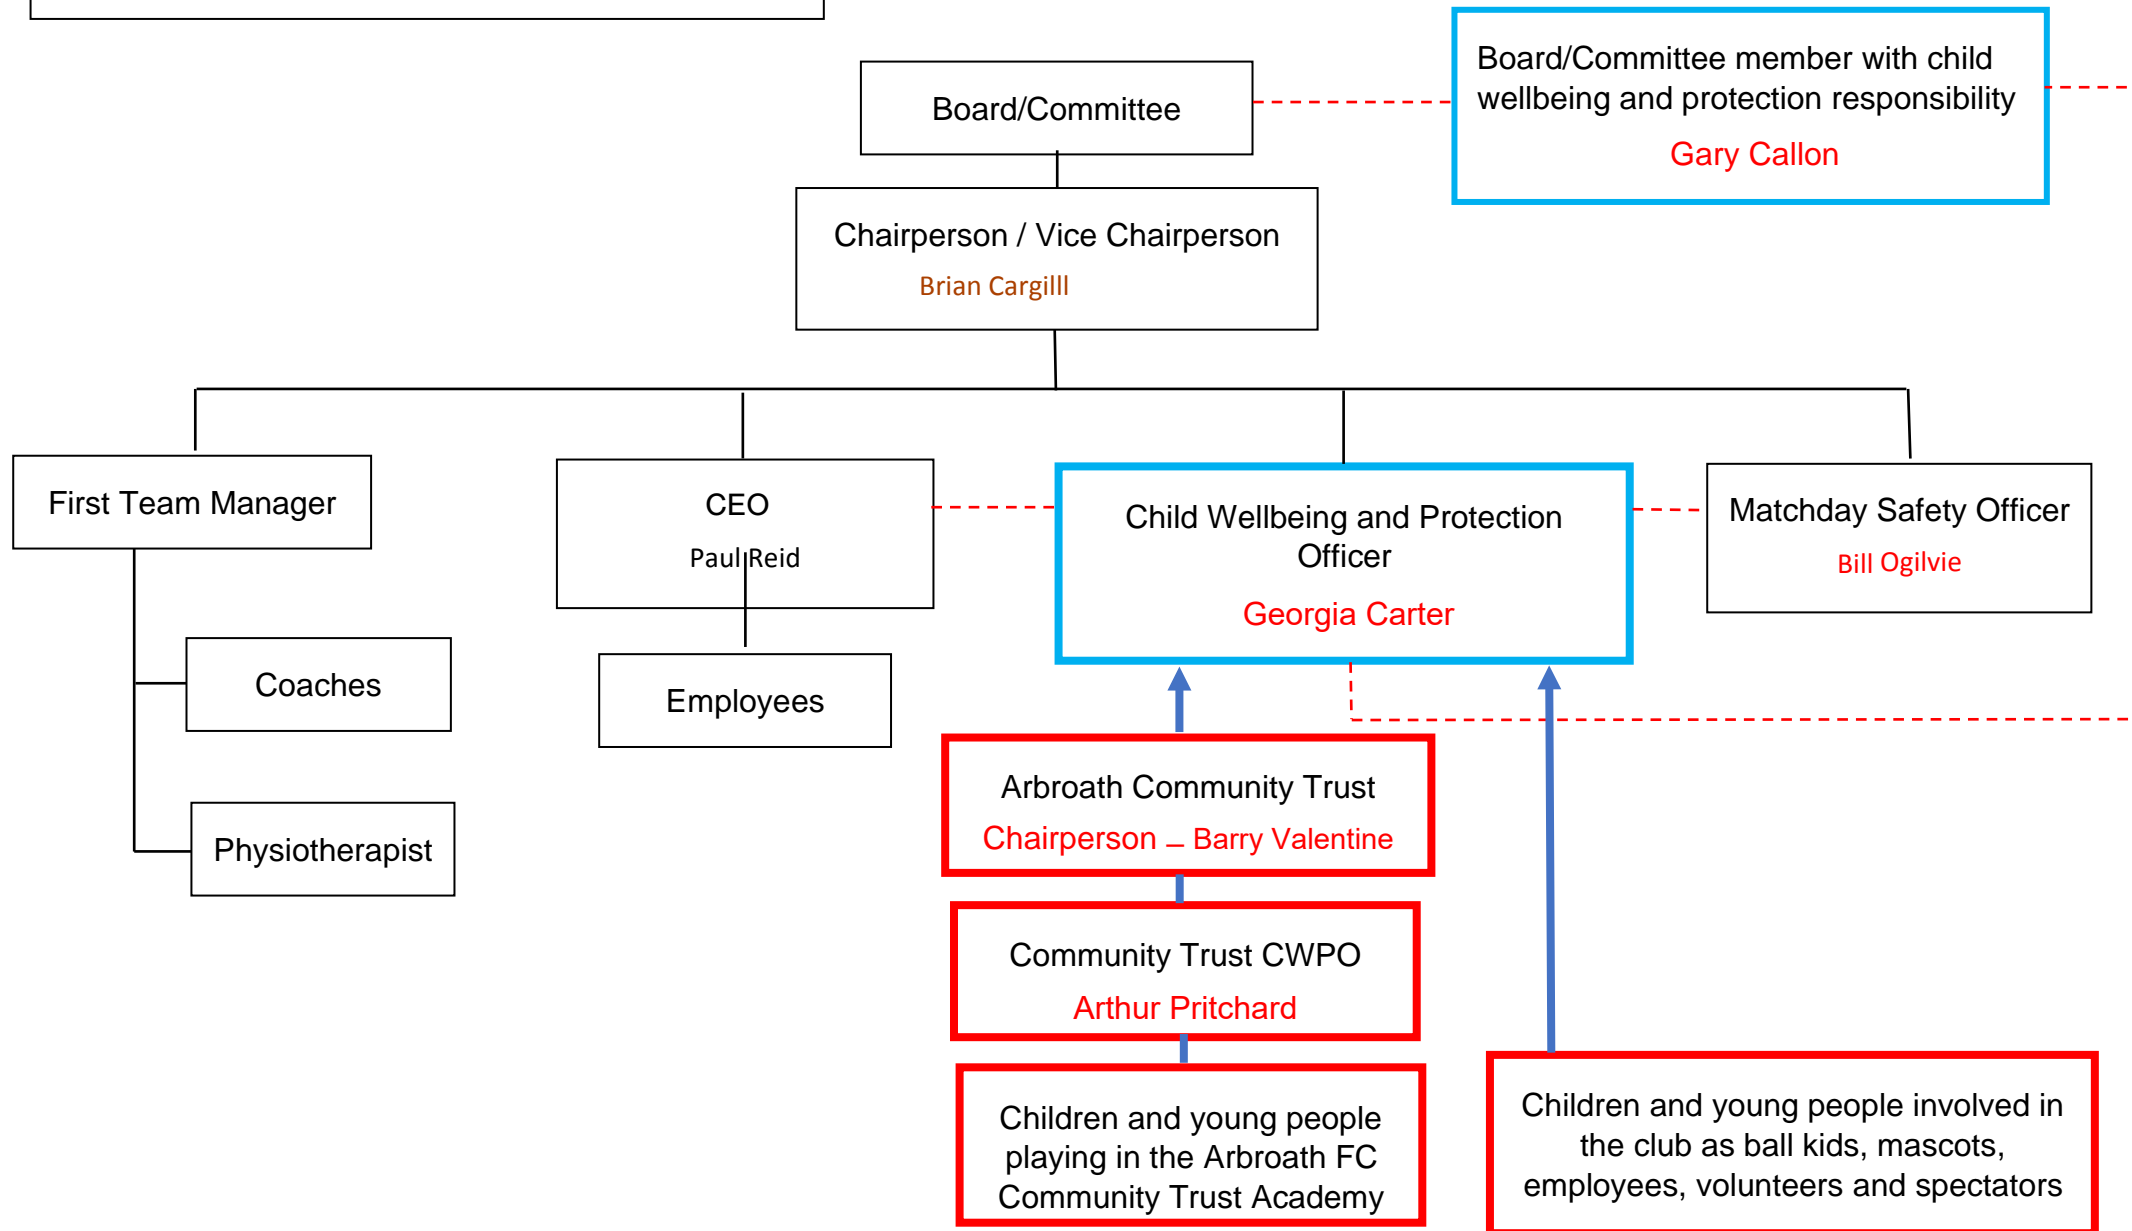 Board/Committee member with child
wellbeing and protection responsibility
Gary Callon
Board/Committee
Chairperson / Vice Chairperson
Brian Cargilll
First Team Manager
CEO
Paul Reid
Child Wellbeing and Protection
Officer
Georgia Carter
Matchday Safety Officer
Bill Ogilvie
Coaches
Employees
Physiotherapist
Arbroath Community Trust
Chairperson – Barry Valentine
Community Trust CWPO
Arthur Pritchard
Children and young people
playing in the Arbroath FC
Community Trust Academy
Children and young people involved in
the club as ball kids, mascots,
employees, volunteers and spectators